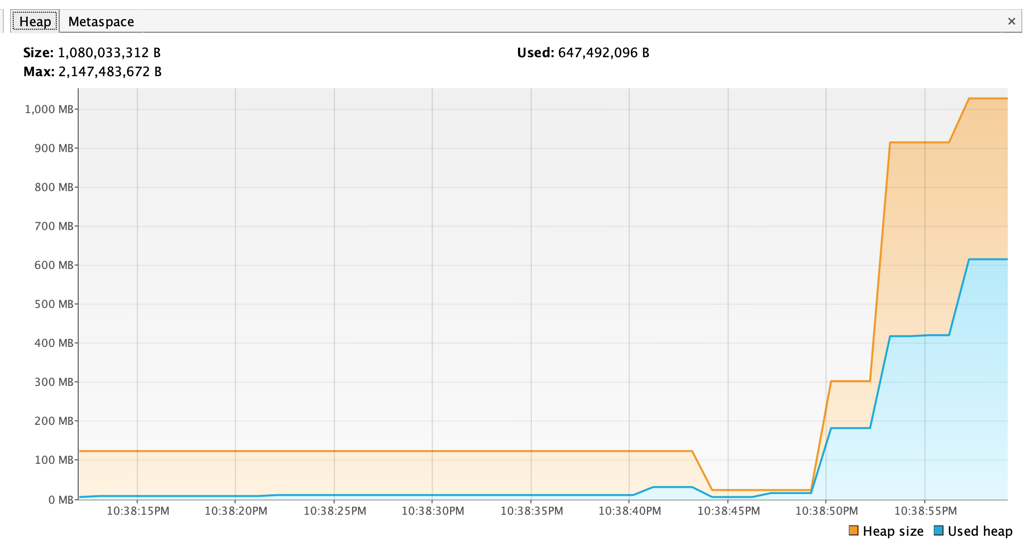 Heap Metaspace ×
Size: 1,080,033,312 B Used: 647,492,096 B
Max: 2,147,483,672 B
1,000 MB
900 MB
800 MB
700 MB
600 MB
500 MB
400 MB
300 MB
200 MB
100 MB
0 MB
10:38:15PM 10:38:20PM 10:38:25PM 10:38:30PM 10:38:35PM 10:38:40PM 10:38:45PM 10:38:50PM 10:38:55PM
Heap size Used heap